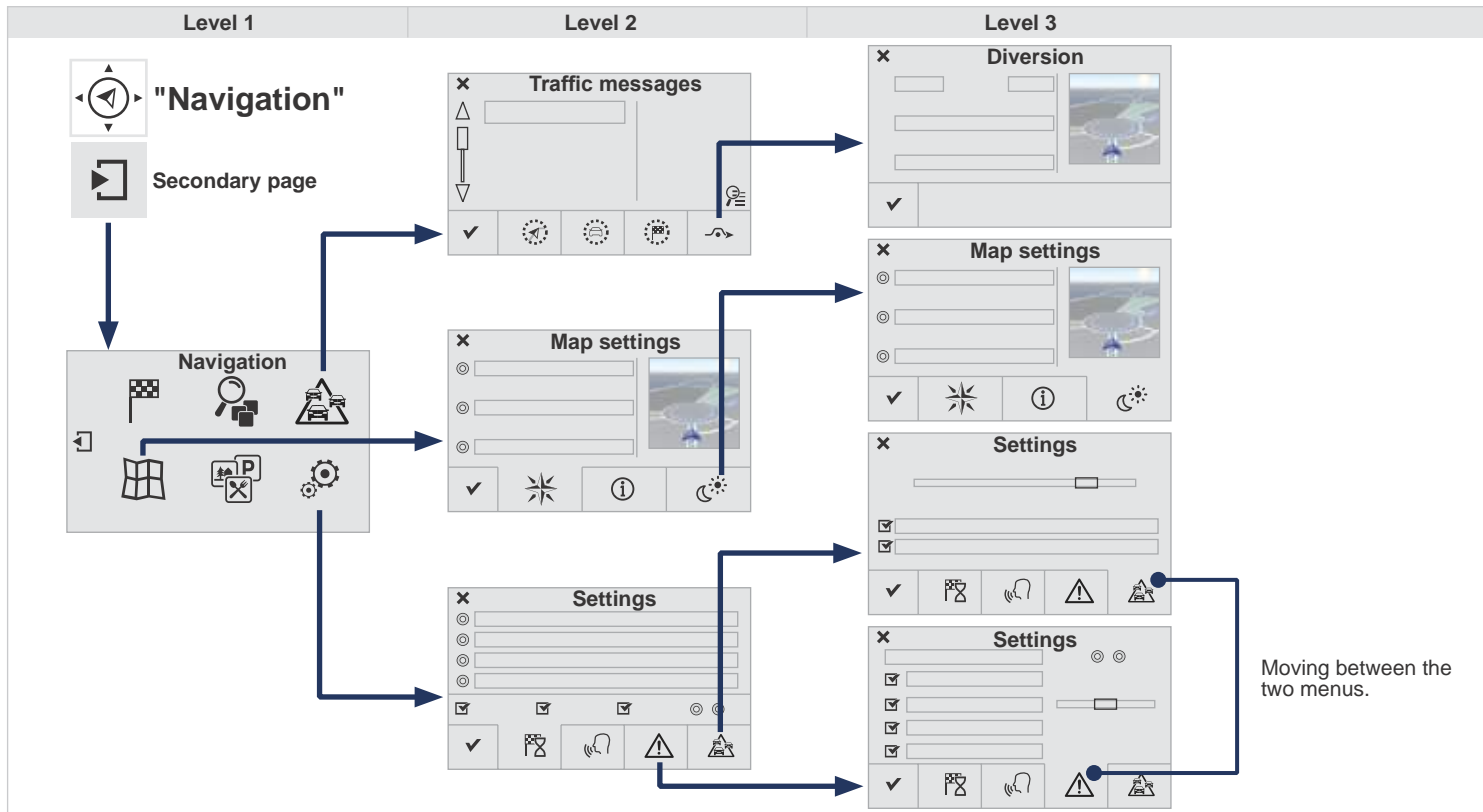 Level 1
Level 2
Level 3
"Navigation"
Secondary page
Navigation
P
Traffic messages
Map settings
Settings
Diversion
Map settings
Settings
Settings
Moving between the
two menus.